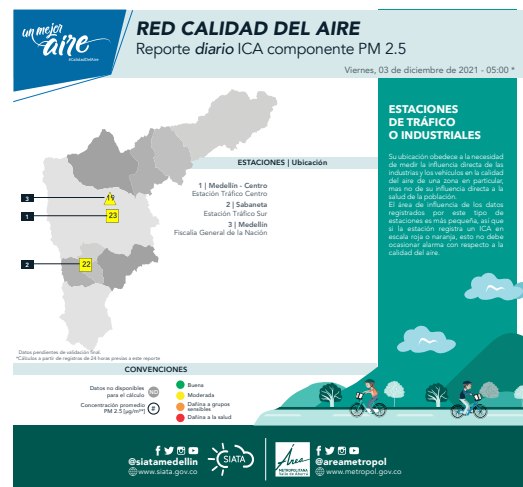 un mejor
aire
#CalidadDelAire
RED CALIDAD DEL AIRE
Reporte diario ICA componente PM 2.5
Viernes, 03 de diciembre de 2021 - 05:00 *
3
19
1
23
2
22
ESTACIONES | Ubicación
1 | Medellín - Centro
Estación Tráfico Centro
2 | Sabaneta
Estación Tráfico Sur
3 | Medellín
Fiscalía General de la Nación
ESTACIONES
DE TRÁFICO
O INDUSTRIALES
Su ubicación obedece a la necesidad
de medir la influencia directa de las
industrias y los vehículos en la calidad
del aire de una zona en particular,
mas no de su influencia directa a la
salud de la población.
El área de influencia de los datos
registrados por este tipo de
estaciones es más pequeña, así que
si la estación registra un ICA en
escala roja o naranja, esto no debe
ocasionar alarma con respecto a la
calidad del aire.
Datos pendientes de validación final.
*Cálculos a partir de registros de 24 horas previas a este reporte
CONVENCIONES
Datos no disponibles
para el cálculo
Concentración promedio
PM 2.5 [µg/m³]
#
Buena
Moderada
Dañina a grupos
sensibles
Dañina a la salud
@siatamedellin
www.siata.gov.co
SIATA
Área
METROPOLITANA
Valle de Aburrá
@areametropol
www.metropol.gov.co